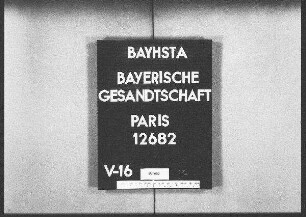 BAYHSTA
BAYERISCHE
GESANDTSCHAFT
PARIS
12682
V-16